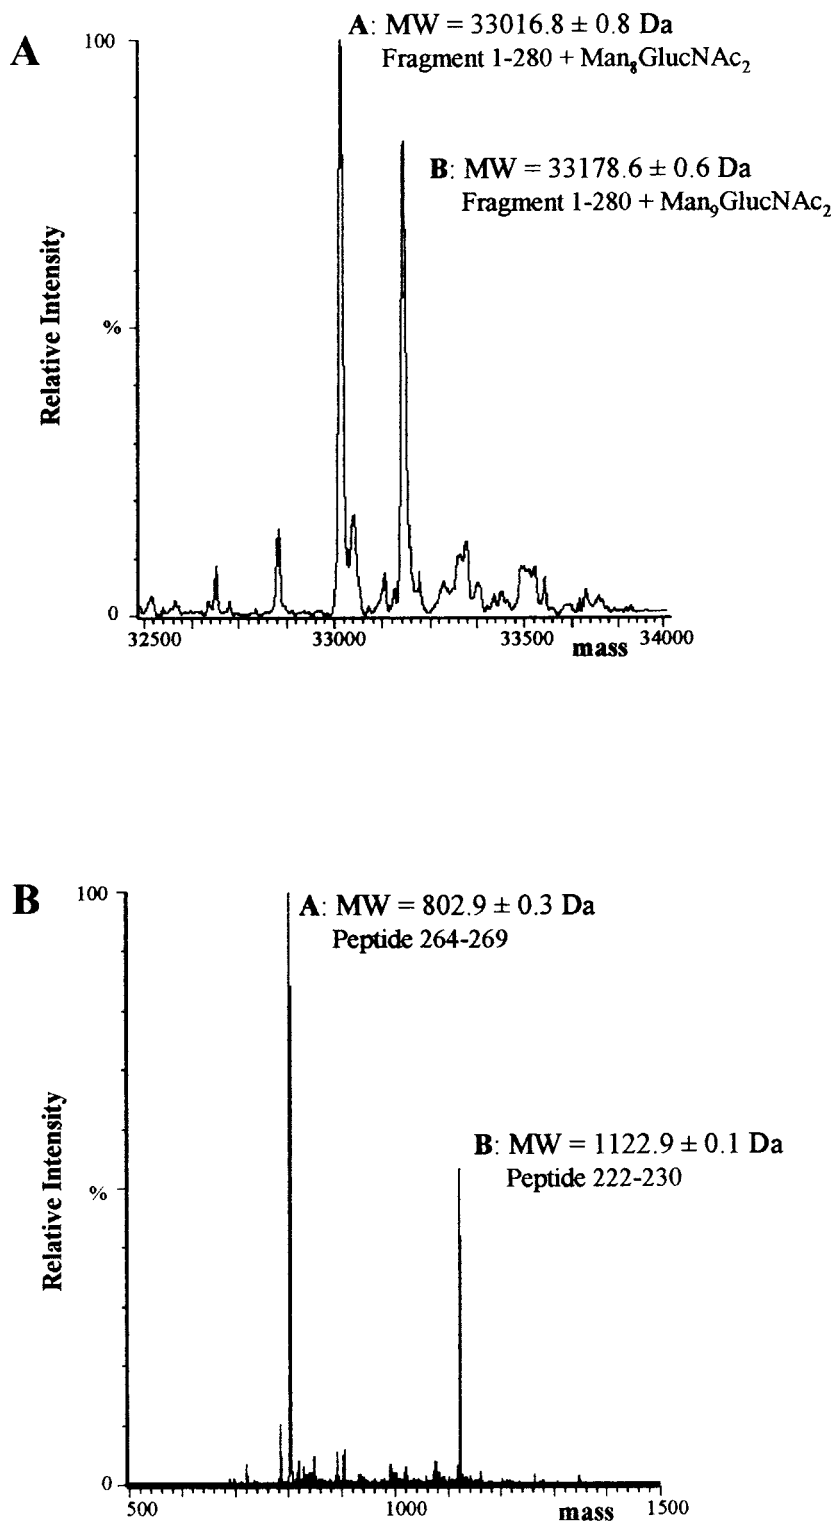 A
A: MW = 33016.8 ± 0.8 Da
Fragment 1-280 + Man₈GlucNAc₂
B: MW = 33178.6 ± 0.6 Da
Fragment 1-280 + Man₉GlucNAc₂
100
%
0
Relative Intensity
32500 33000 33500 34000
mass
B
A: MW = 802.9 ± 0.3 Da
Peptide 264-269
B: MW = 1122.9 ± 0.1 Da
Peptide 222-230
100
%
0
Relative Intensity
500 1000 1500
mass